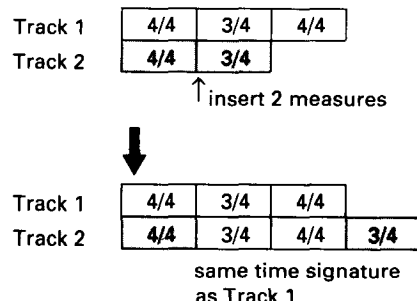 Track 1 4/4 3/4 4/4
Track 2 4/4 3/4
↑ insert 2 measures
Track 1 4/4 3/4 4/4
Track 2 4/4 3/4 4/4 3/4
same time signature
as Track 1